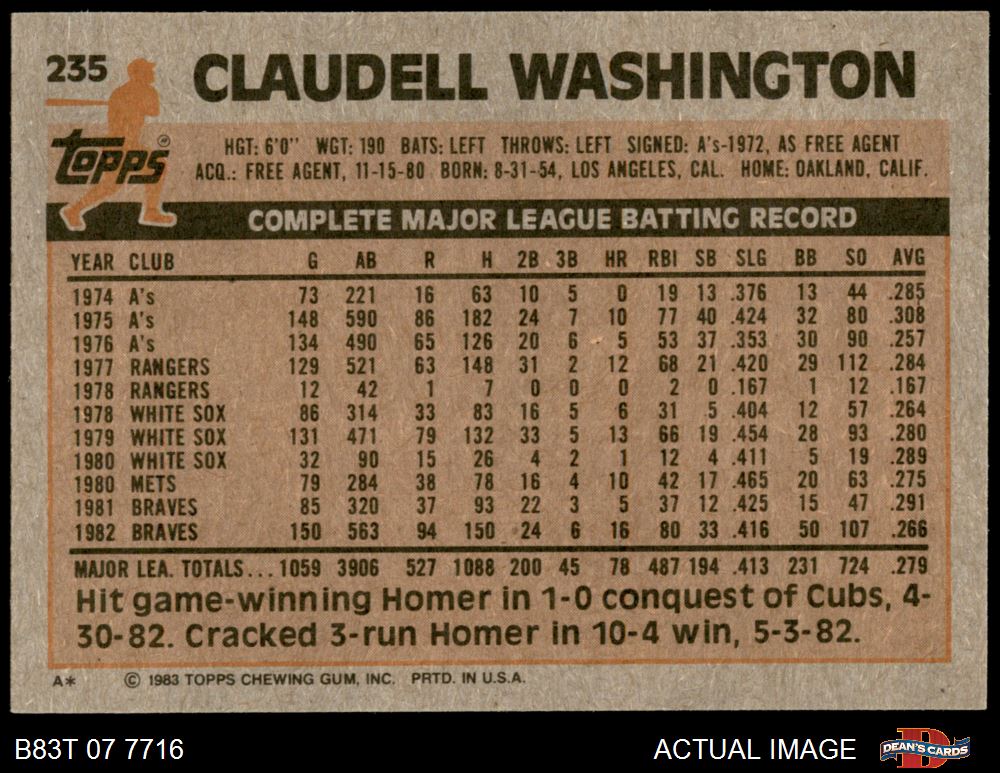 235 CLAUDELL WASHINGTON
Topps®
HGT: 6'0" WGT: 190 BATS: LEFT THROWS: LEFT SIGNED: A's-1972, AS FREE AGENT
ACQ.: FREE AGENT, 11-15-80 BORN: 8-31-54, LOS ANGELES, CAL. HOME: OAKLAND, CALIF.
COMPLETE MAJOR LEAGUE BATTING RECORD
YEAR CLUB G AB R H 2B 3B HR RBI SB SLG BB SO AVG
1974 A's 73 221 16 63 10 5 0 19 13 .376 13 44 .285
1975 A's 148 590 86 182 24 7 10 77 40 .424 32 80 .308
1976 A's 134 490 65 126 20 6 5 53 37 .353 30 90 .257
1977 RANGERS 129 521 63 148 31 2 12 68 21 .420 29 112 .284
1978 RANGERS 12 42 1 7 0 0 0 2 0 .167 1 12 .167
1978 WHITE SOX 86 314 33 83 16 5 6 31 5 .404 12 57 .264
1979 WHITE SOX 131 471 79 132 33 5 13 66 19 .454 28 93 .280
1980 WHITE SOX 32 90 15 26 4 2 1 12 4 .411 5 19 .289
1980 METS 79 284 38 78 16 4 10 42 17 .465 20 63 .275
1981 BRAVES 85 320 37 93 22 3 5 37 12 .425 15 47 .291
1982 BRAVES 150 563 94 150 24 6 16 80 33 .416 50 107 .266
MAJOR LEA. TOTALS... 1059 3906 527 1088 200 45 78 487 194 .413 231 724 .279
Hit game-winning Homer in 1-0 conquest of Cubs, 4-
30-82. Cracked 3-run Homer in 10-4 win, 5-3-82.
A* © 1983 TOPPS CHEWING GUM, INC. PRTD. IN U.S.A.
B83T 07 7716 ACTUAL IMAGE DEAN'S CARDS